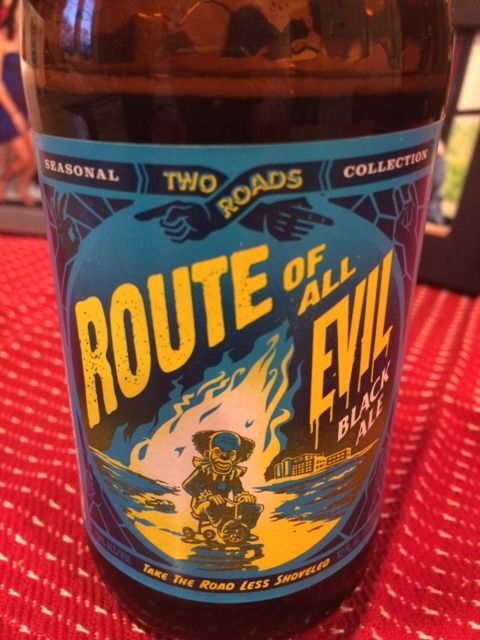 SEASONAL
TWO ROADS
COLLECTION
ROUTE OF ALL
EVIL
BLACK
ALE
TAKE THE ROAD LESS SHOVELED